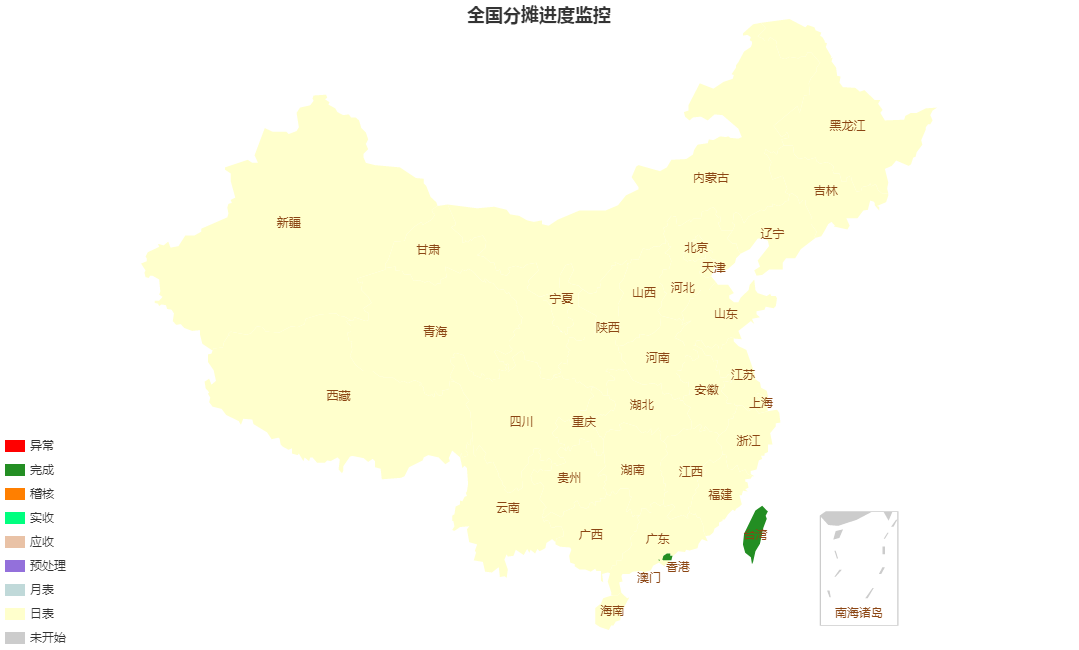 全国分摊进度监控
黑龙江
内蒙古
吉林
新疆
辽宁
甘肃
北京
天津
河北
山西
宁夏
山东
陕西
青海
河南
江苏
安徽
西藏
上海
湖北
四川
重庆
浙江
异常
完成
湖南
江西
贵州
稽核
福建
云南
实收
广西
台湾
广东
应收
预处理
香港
澳门
月表
日表
海南
南海诸岛
未开始